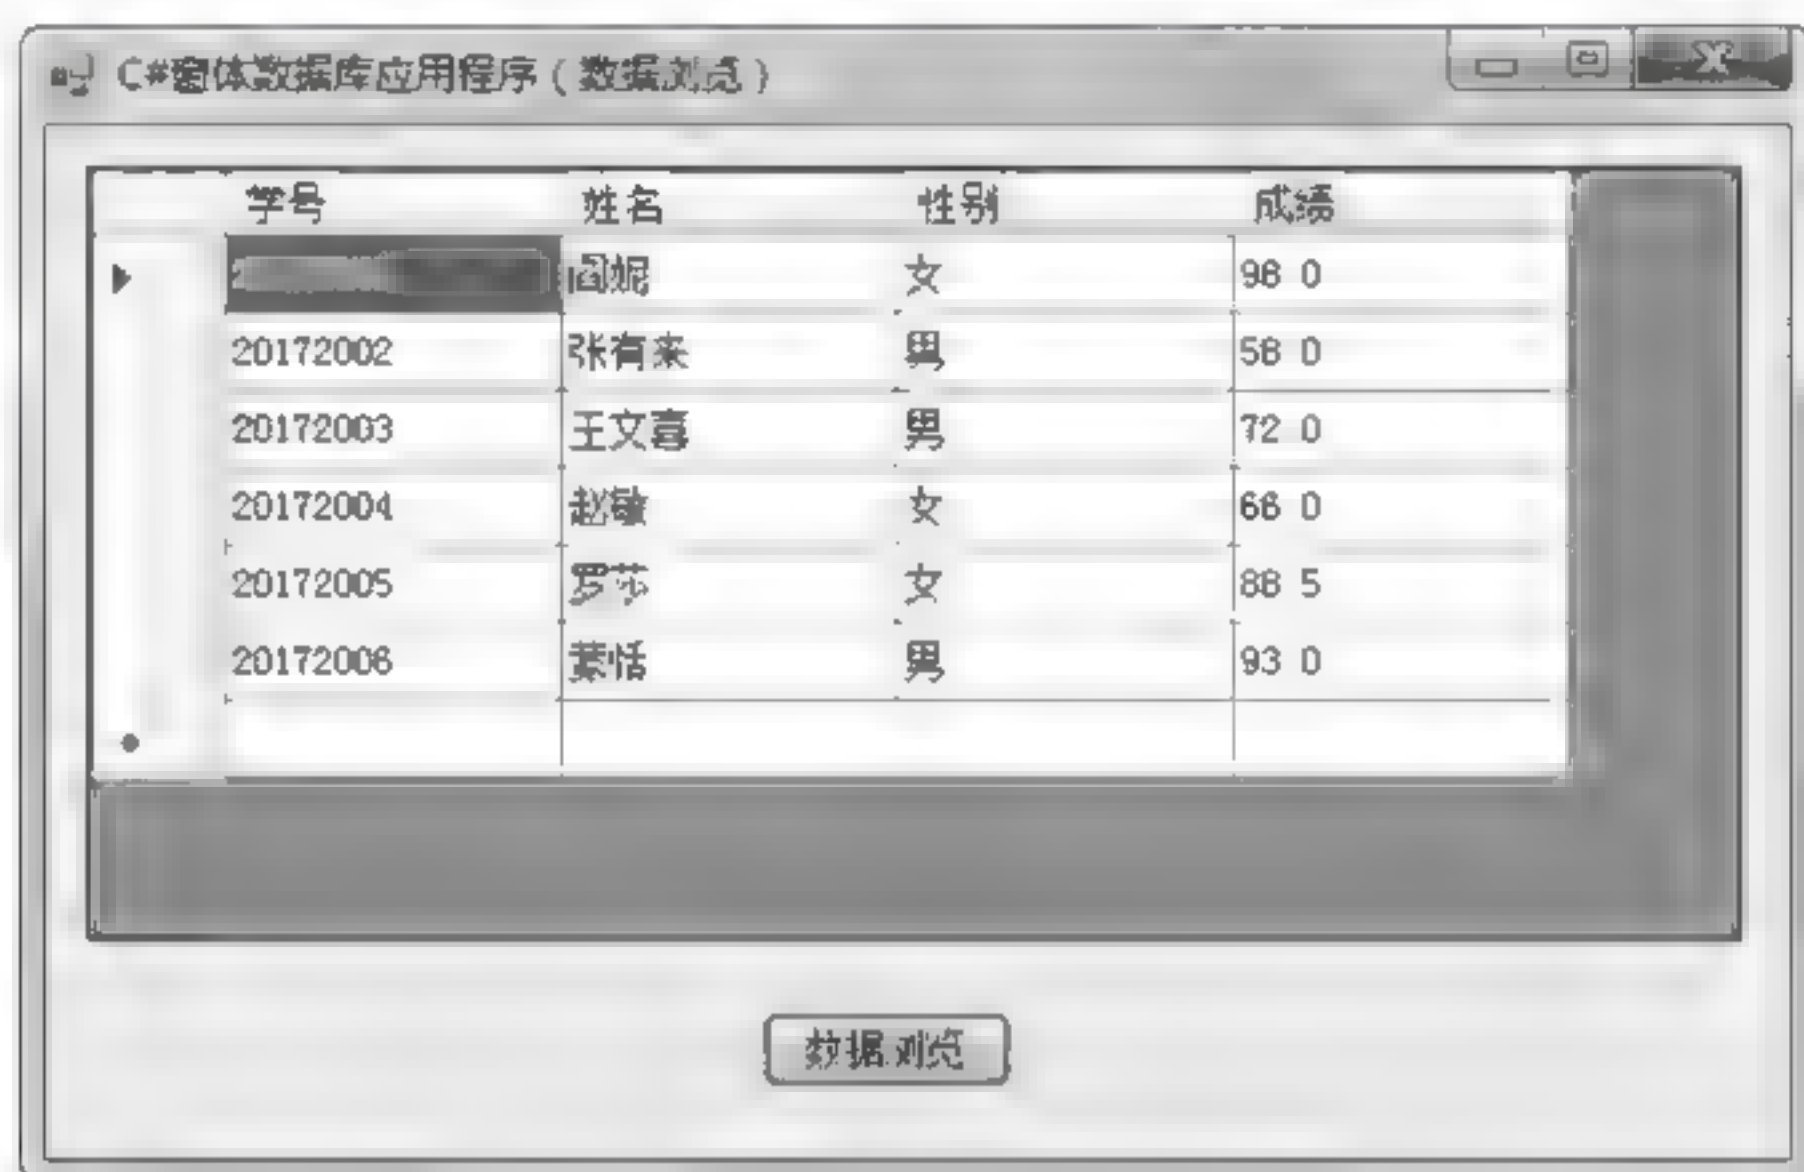 C#窗体数据库应用程序(数据浏览)
学号 姓名 性别 成绩
阎妮 女 98 0
20172002 张有来 男 58 0
20172003 王文喜 男 72 0
20172004 赵敏 女 66 0
20172005 罗莎 女 88 5
20172006 蒙恬 男 93 0
数据浏览